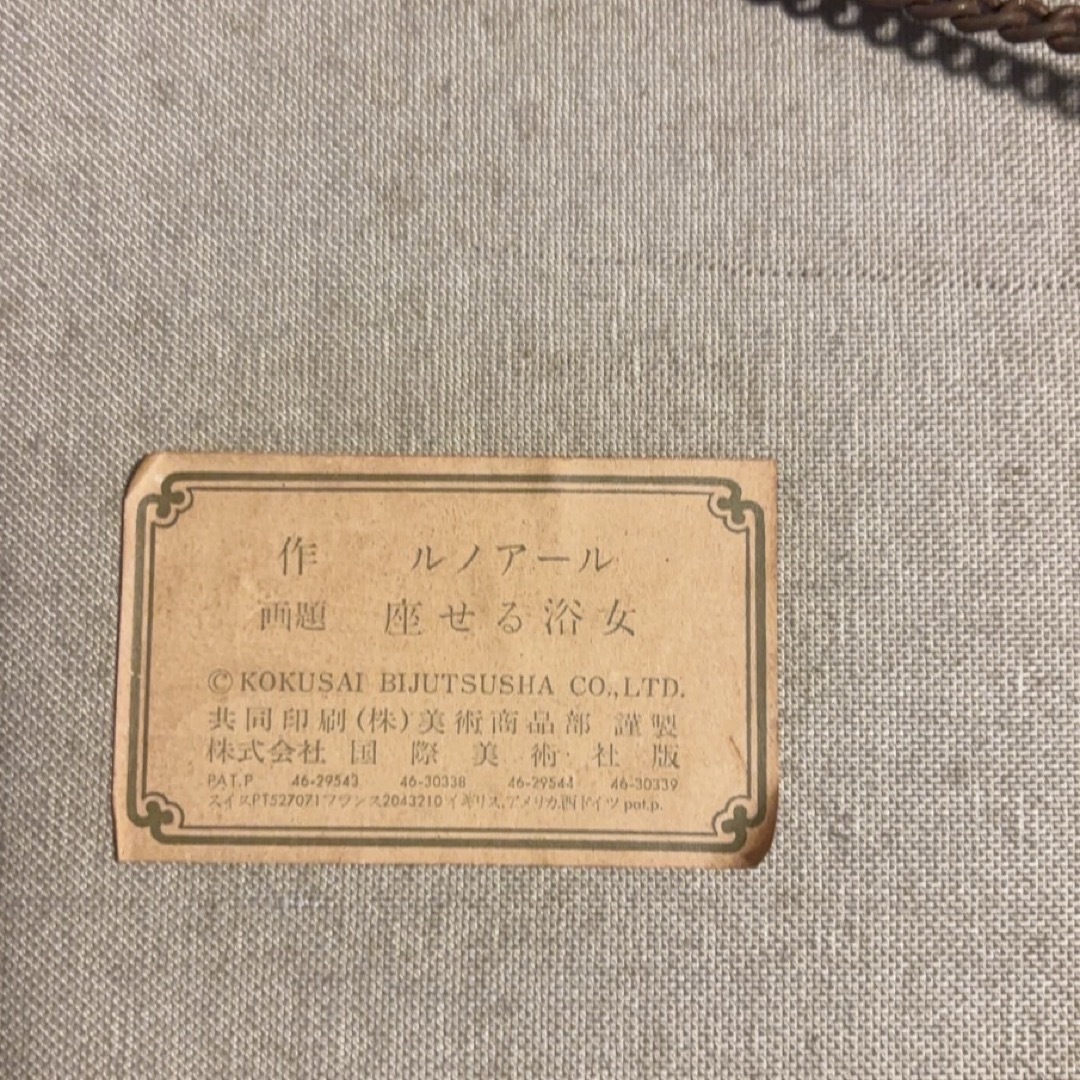 作 ルノアール
画題 座せる浴女
©KOKUSAI BIJUTSUSHA CO.,LTD.
共同印刷(株)美術商品部 謹製
株式会社 国際美術社版
PAT.P 46-29543 46-30338 46-29544 46-30339
スイスPT527071フランス2043210イギリス,アメリカ,西ドイツpat.p.